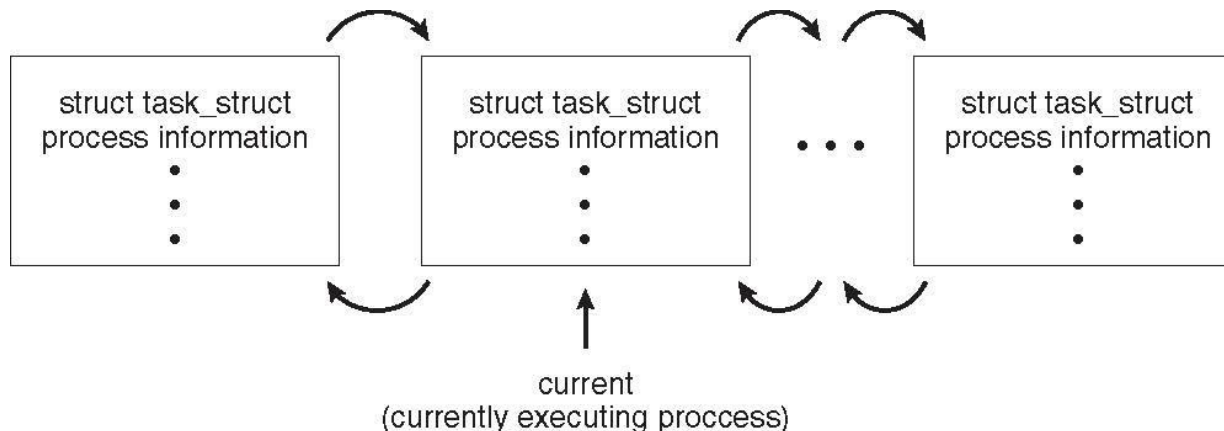 struct task_struct
process information
struct task_struct
process information
struct task_struct
process information
current
(currently executing proccess)